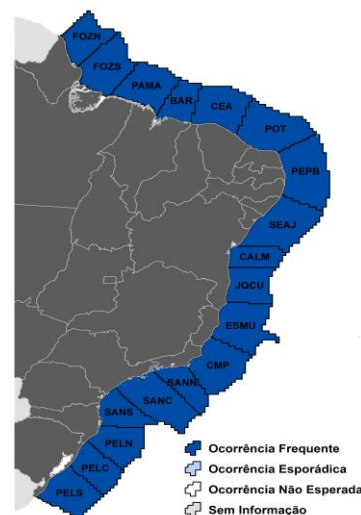 FOZN
FOZS
PAMA
BAR
CEA
POT
PEPB
SEAJ
CALM
JQCU
ESMU
CMP
SANN
SANC
SANS
PELN
PELC
PELS
Ocorrência Frequente
Ocorrência Esporádica
Ocorrência Não Esperada
Sem Informação